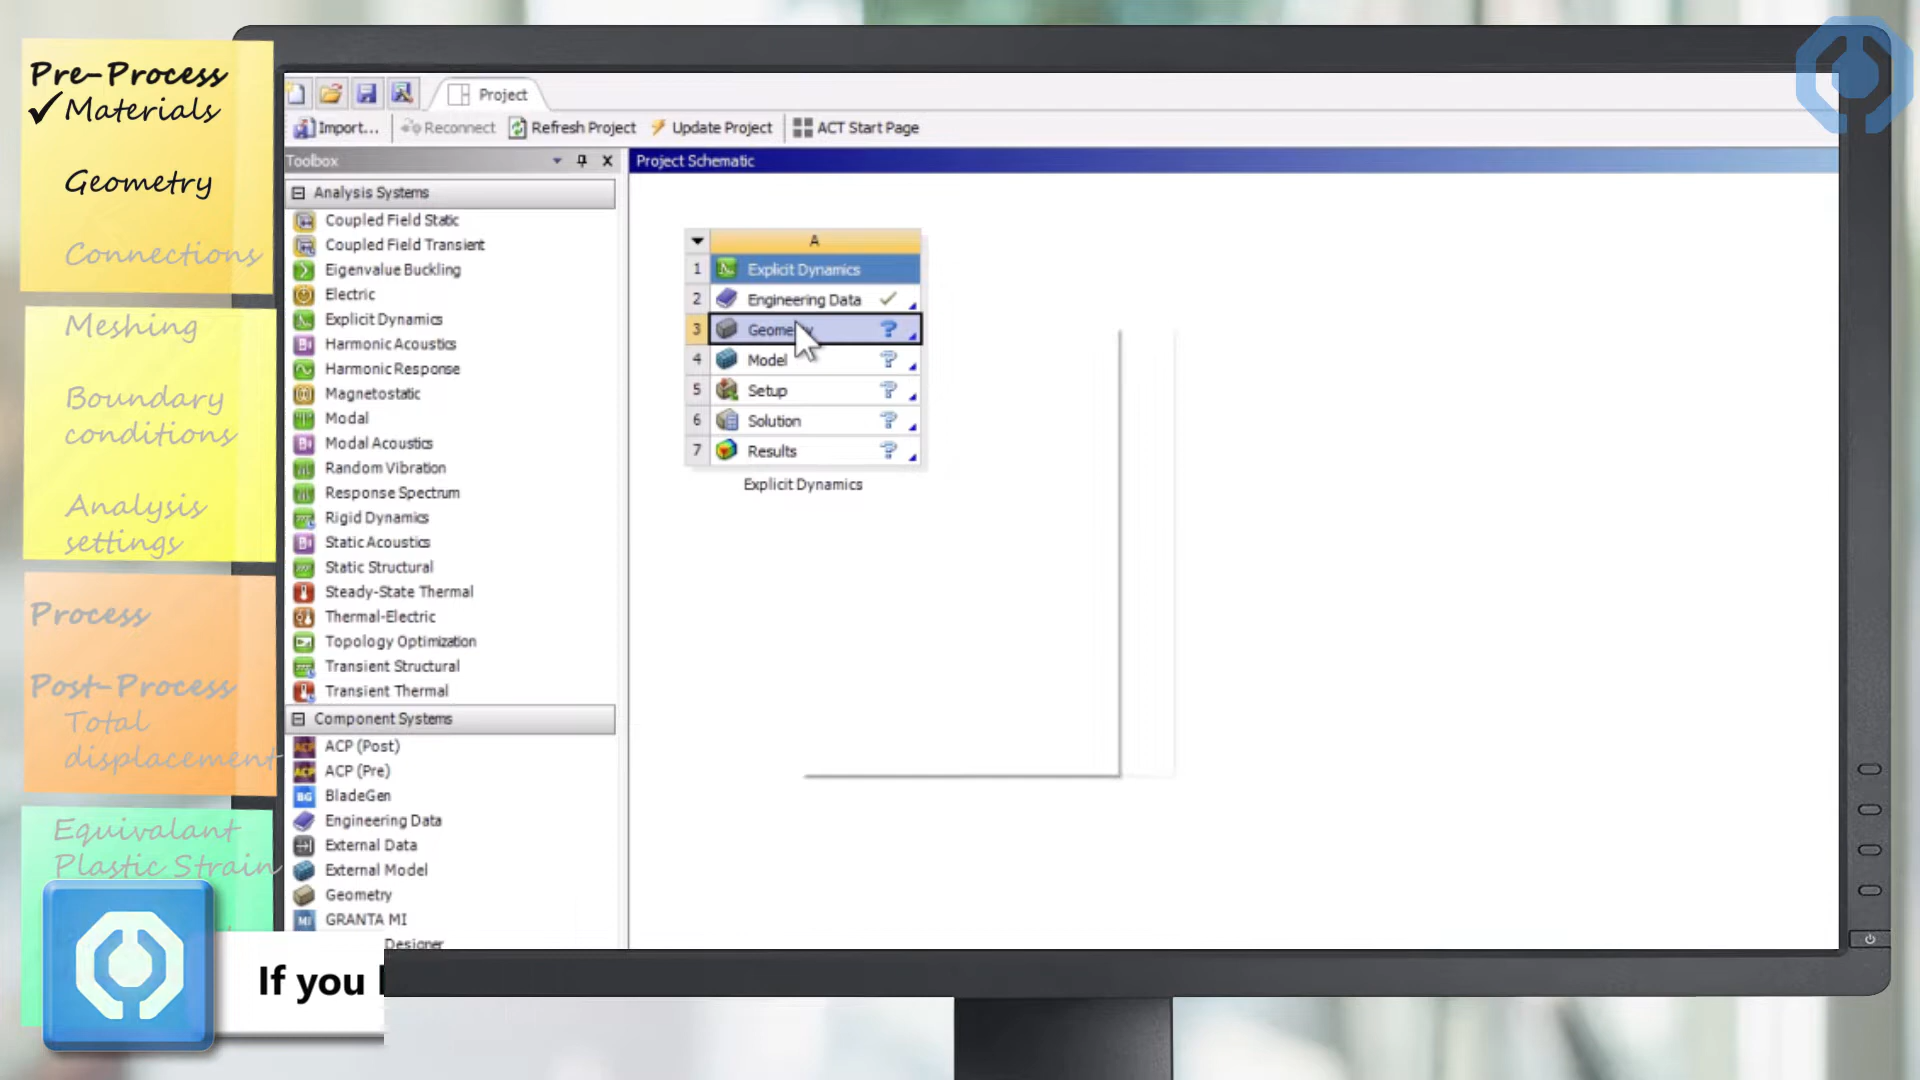 Pre-Process
✓Materials
Geometry
Connections
Meshing
Boundary
conditions
Analysis
settings
Process
Post-Process
Total
displacement
Equivalant
Plastic Strain
If you
Project
Import...
Reconnect
Refresh Project
Update Project
ACT Start Page
Toolbox
Analysis Systems
Coupled Field Static
Coupled Field Transient
Eigenvalue Buckling
Electric
Explicit Dynamics
Harmonic Acoustics
Harmonic Response
Magnetostatic
Modal
Modal Acoustics
Random Vibration
Response Spectrum
Rigid Dynamics
Static Acoustics
Static Structural
Steady-State Thermal
Thermal-Electric
Topology Optimization
Transient Structural
Transient Thermal
Component Systems
ACP (Post)
ACP (Pre)
BG BladeGen
Engineering Data
External Data
External Model
Geometry
MI GRANTA MI
Designer
Project Schematic
A
1 Explicit Dynamics
2 Engineering Data ✓
3 Geometry ?
4 Model ?
5 Setup ?
6 Solution ?
7 Results ?
Explicit Dynamics